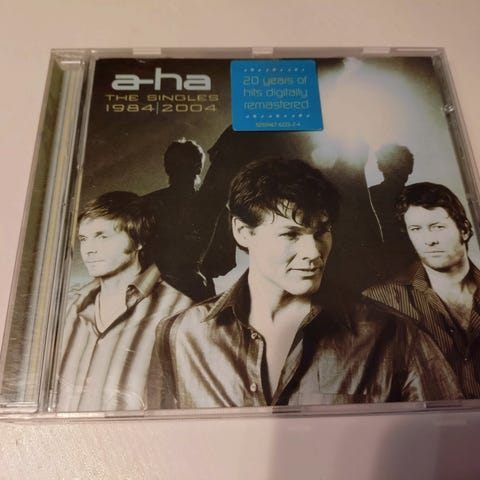 a-ha
THE SINGLES
1984|2004
20 years of
hits digitally
remastered